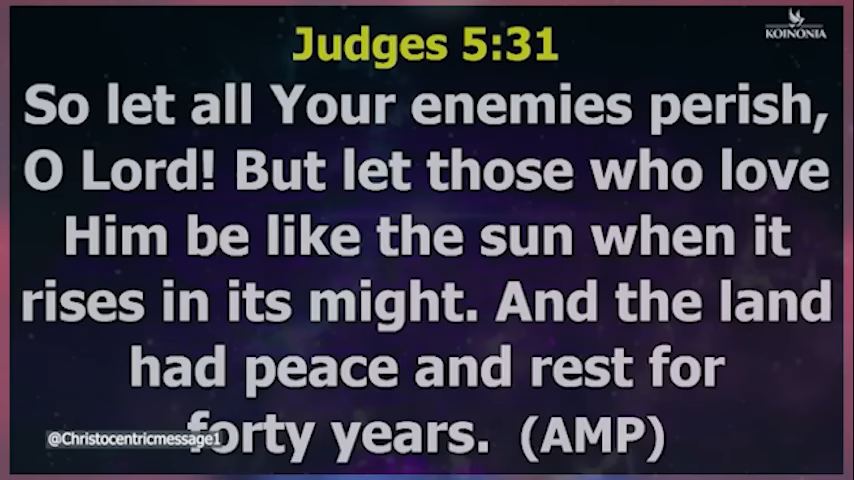 Judges 5:31
KOINONIA
So let all Your enemies perish,
O Lord! But let those who love
Him be like the sun when it
rises in its might. And the land
had peace and rest for
forty years. (AMP)
@Christocentricmessage1